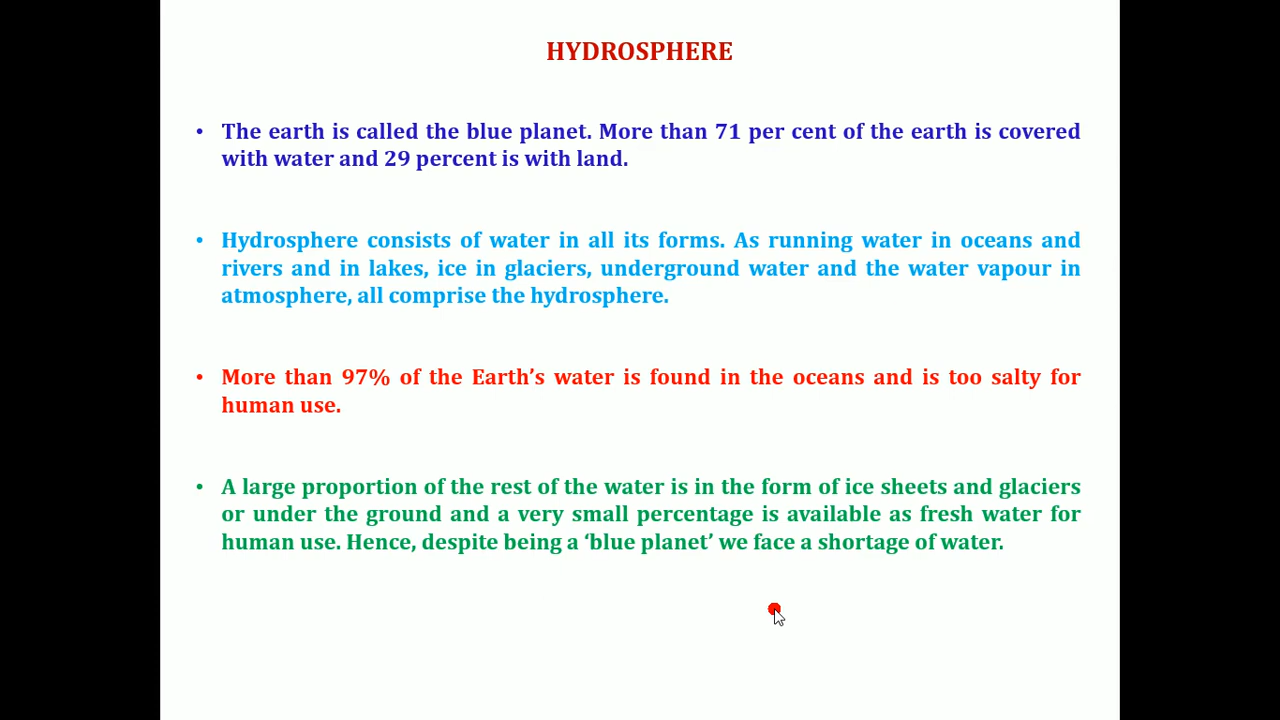 HYDROSPHERE
• The earth is called the blue planet. More than 71 per cent of the earth is covered
with water and 29 percent is with land.
• Hydrosphere consists of water in all its forms. As running water in oceans and
rivers and in lakes, ice in glaciers, underground water and the water vapour in
atmosphere, all comprise the hydrosphere.
• More than 97% of the Earth’s water is found in the oceans and is too salty for
human use.
• A large proportion of the rest of the water is in the form of ice sheets and glaciers
or under the ground and a very small percentage is available as fresh water for
human use. Hence, despite being a ‘blue planet’ we face a shortage of water.